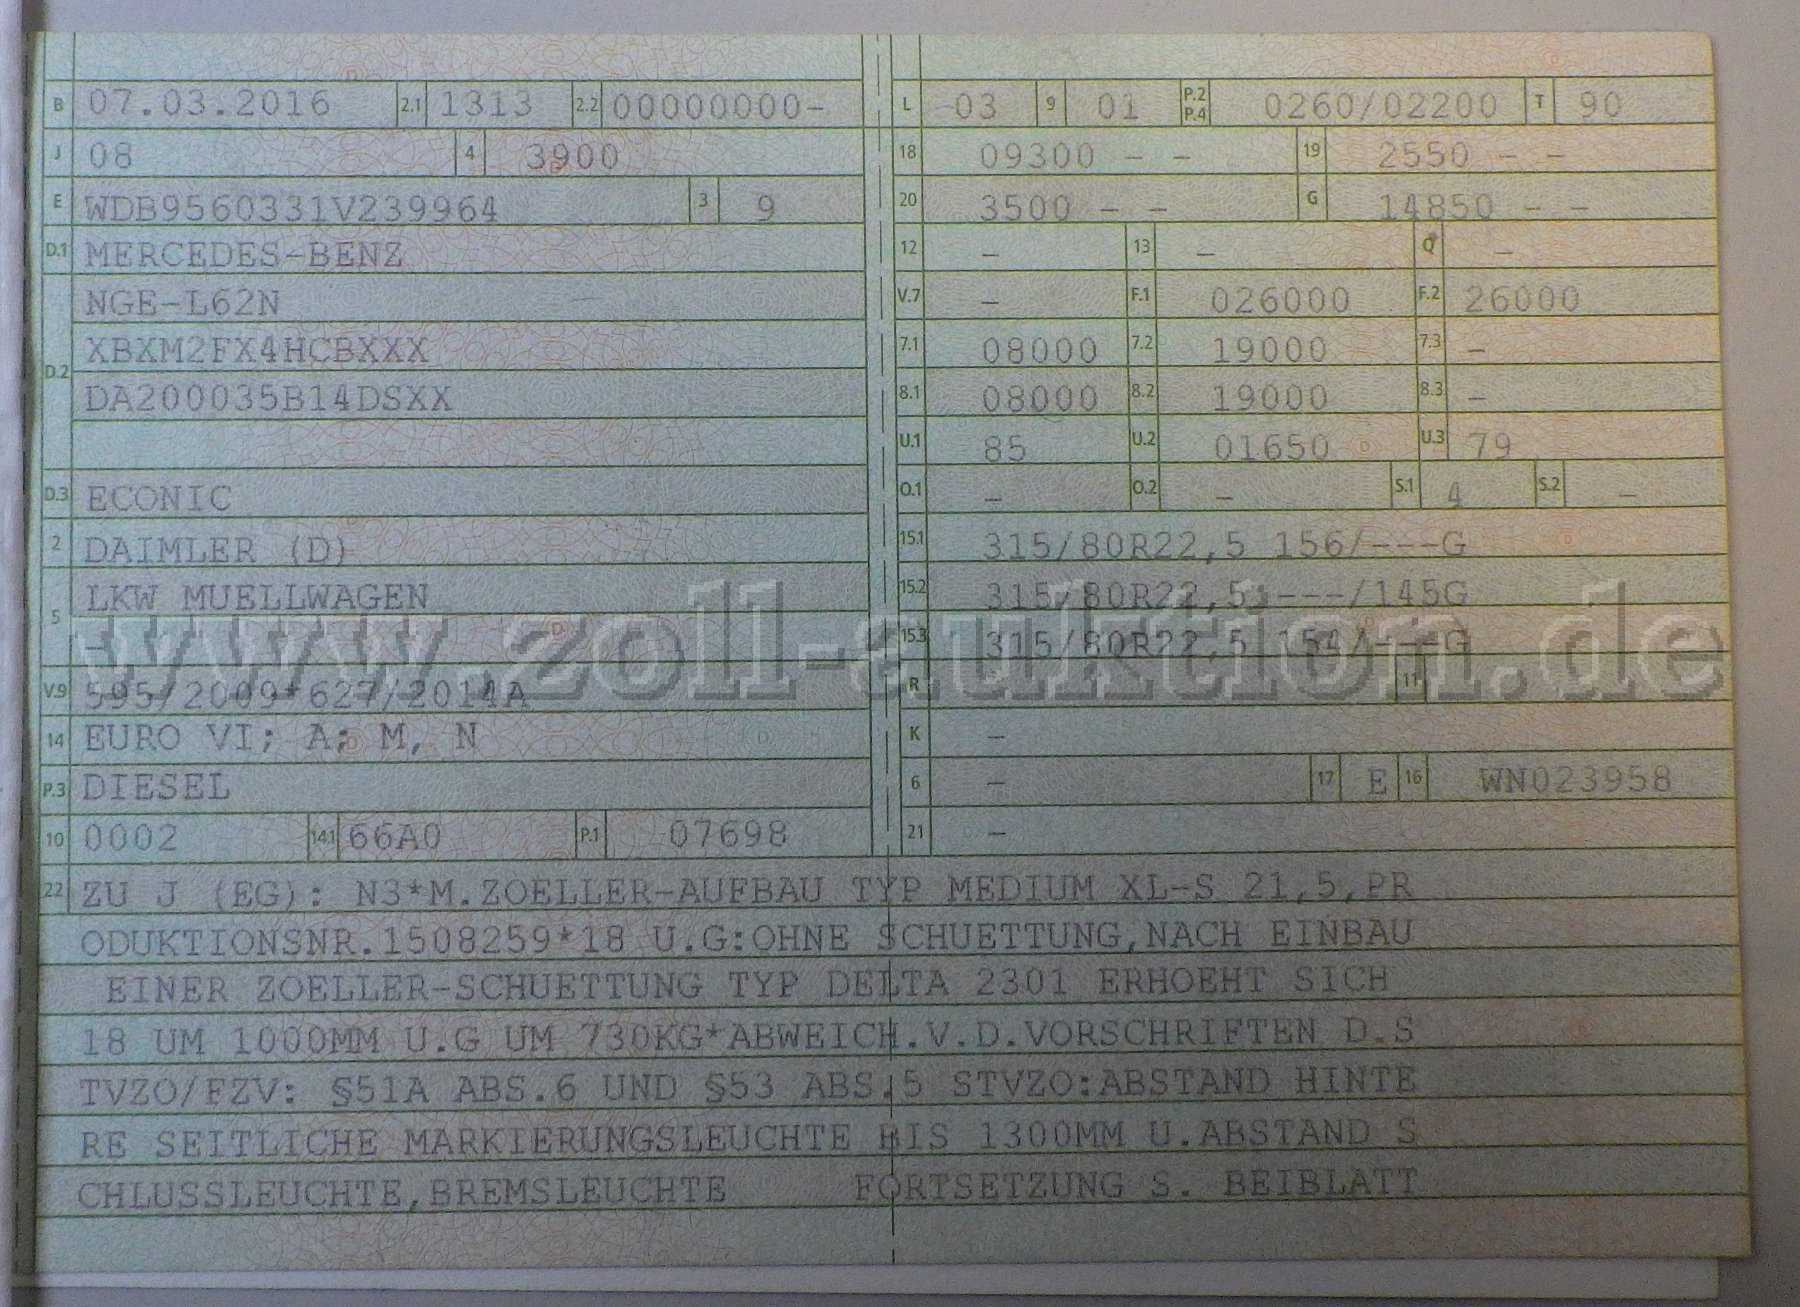 B 07.03.2016 2.1 1313 2.2 00000000-
J 08 4 3900
E WDB9560331V239964 3 9
D.1 MERCEDES-BENZ
NGE-L62N
D.2 XBXM2FX4HCBXXX
DA200035B14DSXX
D.3 ECONIC
2 DAIMLER (D)
5 LKW MUELLWAGEN
-
V.9 595/2009*627/2014A
14 EURO VI; A; M, N
P.3 DIESEL
10 0002 14.1 66A0 P.1 07698
L 03 9 01 P.2 P.4 0260/02200 T 90
18 09300 - - 19 2550 - -
20 3500 - - G 14850 - -
12 - 13 - Q -
V.7 - F.1 026000 F.2 26000
7.1 08000 7.2 19000 7.3 -
8.1 08000 8.2 19000 8.3 -
U.1 85 U.2 01650 U.3 79
O.1 - O.2 - S.1 4 S.2 -
15.1 315/80R22,5 156/---G
15.2 315/80R22,5 ---/145G
15.3 315/80R22,5 154/---G
R 11
K -
6 - 17 E 16 WN023958
21 -
22 ZU J (EG): N3*M.ZOELLER-AUFBAU TYP MEDIUM XL-S 21,5,PR
ODUKTIONSNR.1508259*18 U.G:OHNE SCHUETTUNG,NACH EINBAU
EINER ZOELLER-SCHUETTUNG TYP DELTA 2301 ERHOEHT SICH
18 UM 1000MM U.G UM 730KG*ABWEICH.V.D.VORSCHRIFTEN D.S
TVZO/FZV: §51A ABS.6 UND §53 ABS.5 STVZO:ABSTAND HINTE
RE SEITLICHE MARKIERUNGSLEUCHTE BIS 1300MM U.ABSTAND S
CHLUSSLEUCHTE,BREMSLEUCHTE FORTSETZUNG S. BEIBLATT
www.zoll-auktion.de